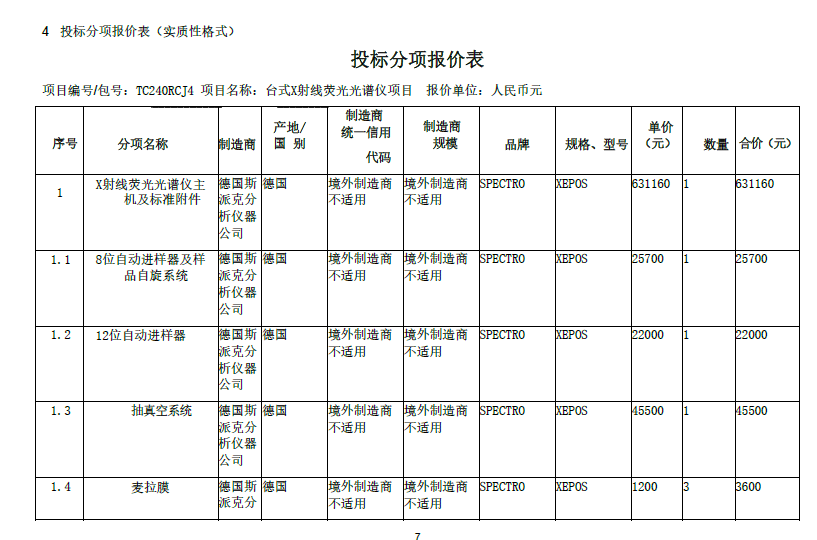 4 投标分项报价表（实质性格式）
投标分项报价表
项目编号/包号：TC240RCJ4 项目名称：台式X射线荧光光谱仪项目 报价单位：人民币元
序号 分项名称 制造商 产地/国别 制造商统一信用代码 制造商规模 品牌 规格、型号 单价（元） 数量 合价（元）
1 X射线荧光光谱仪主机及标准附件 德国斯派克分析仪器公司 德国 境外制造商不适用 境外制造商不适用 SPECTRO XEPOS 631160 1 631160
1.1 8位自动进样器及样品自旋系统 德国斯派克分析仪器公司 德国 境外制造商不适用 境外制造商不适用 SPECTRO XEPOS 25700 1 25700
1.2 12位自动进样器 德国斯派克分析仪器公司 德国 境外制造商不适用 境外制造商不适用 SPECTRO XEPOS 22000 1 22000
1.3 抽真空系统 德国斯派克分析仪器公司 德国 境外制造商不适用 境外制造商不适用 SPECTRO XEPOS 45500 1 45500
1.4 麦拉膜 德国斯派克分 德国 境外制造商不适用 境外制造商不适用 SPECTRO XEPOS 1200 3 3600
7